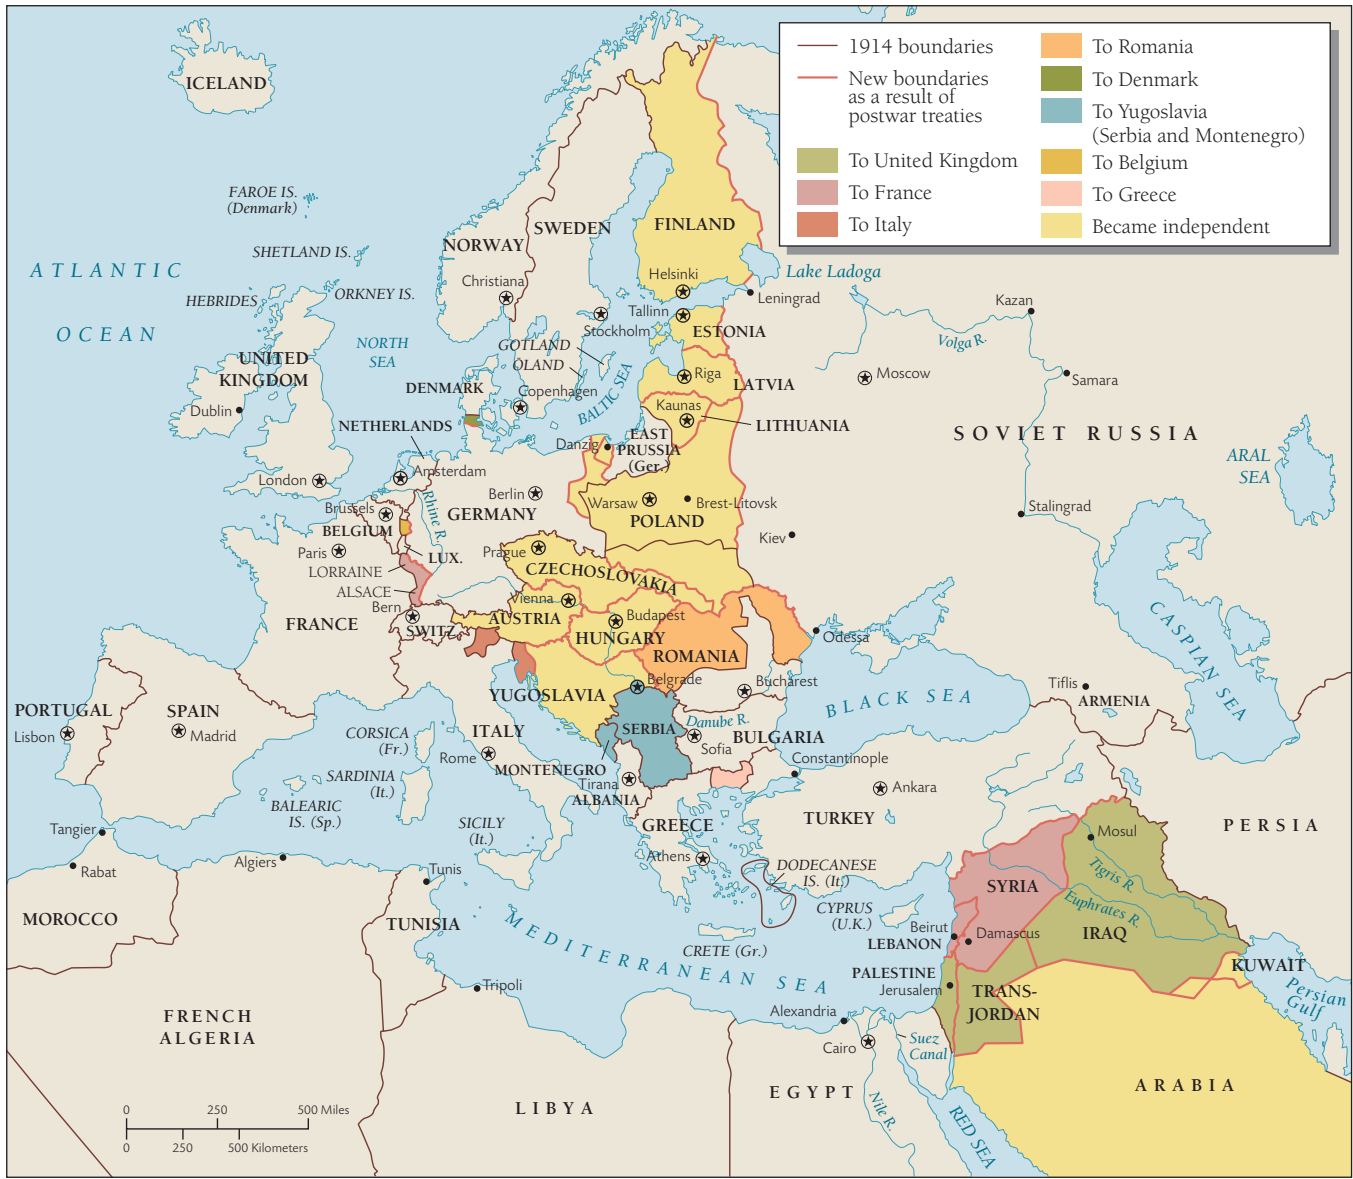 1914 boundaries
New boundaries
as a result of
postwar treaties
To United Kingdom
To France
To Italy
To Romania
To Denmark
To Yugoslavia
(Serbia and Montenegro)
To Belgium
To Greece
Became independent
ICELAND
FAROE IS.
(Denmark)
SHETLAND IS.
ORKNEY IS.
HEBRIDES
ATLANTIC
OCEAN
NORTH
SEA
NORWAY
Christiana
SWEDEN
Stockholm
FINLAND
Helsinki
Lake Ladoga
Leningrad
Tallinn
ESTONIA
GOTLAND
ÖLAND
BALTIC SEA
Riga
LATVIA
Kaunas
LITHUANIA
Kazan
Volga R.
Moscow
Samara
SOVIET RUSSIA
ARAL
SEA
Stalingrad
UNITED
KINGDOM
Dublin
London
DENMARK
Copenhagen
NETHERLANDS
Amsterdam
Danzig
EAST
PRUSSIA
(Ger.)
Berlin
GERMANY
Rhine R.
Brussels
BELGIUM
LUX.
Paris
LORRAINE
ALSACE
Bern
FRANCE
SWITZ.
Warsaw
Brest-Litovsk
POLAND
Kiev
Prague
CZECHOSLOVAKIA
Vienna
AUSTRIA
Budapest
HUNGARY
ROMANIA
Odessa
Bucharest
Belgrade
YUGOSLAVIA
SERBIA
Danube R.
Sofia
BULGARIA
BLACK SEA
CASPIAN SEA
Tiflis
ARMENIA
PORTUGAL
Lisbon
SPAIN
Madrid
CORSICA
(Fr.)
SARDINIA
(It.)
BALEARIC
IS. (Sp.)
ITALY
Rome
MONTENEGRO
Tirana
ALBANIA
SICILY
(It.)
GREECE
Athens
Constantinople
Ankara
TURKEY
DODECANESE
IS. (It.)
CRETE (Gr.)
CYPRUS
(U.K.)
MEDITERRANEAN SEA
Tangier
Rabat
MOROCCO
Algiers
Tunis
TUNISIA
Tripoli
FRENCH
ALGERIA
LIBYA
EGYPT
Alexandria
Cairo
Suez
Canal
Nile R.
RED SEA
PERSIA
Mosul
Tigris R.
Euphrates R.
SYRIA
IRAQ
Beirut
LEBANON
Damascus
PALESTINE
Jerusalem
TRANS-
JORDAN
KUWAIT
Persian
Gulf
ARABIA
0 250 500 Miles
0 250 500 Kilometers